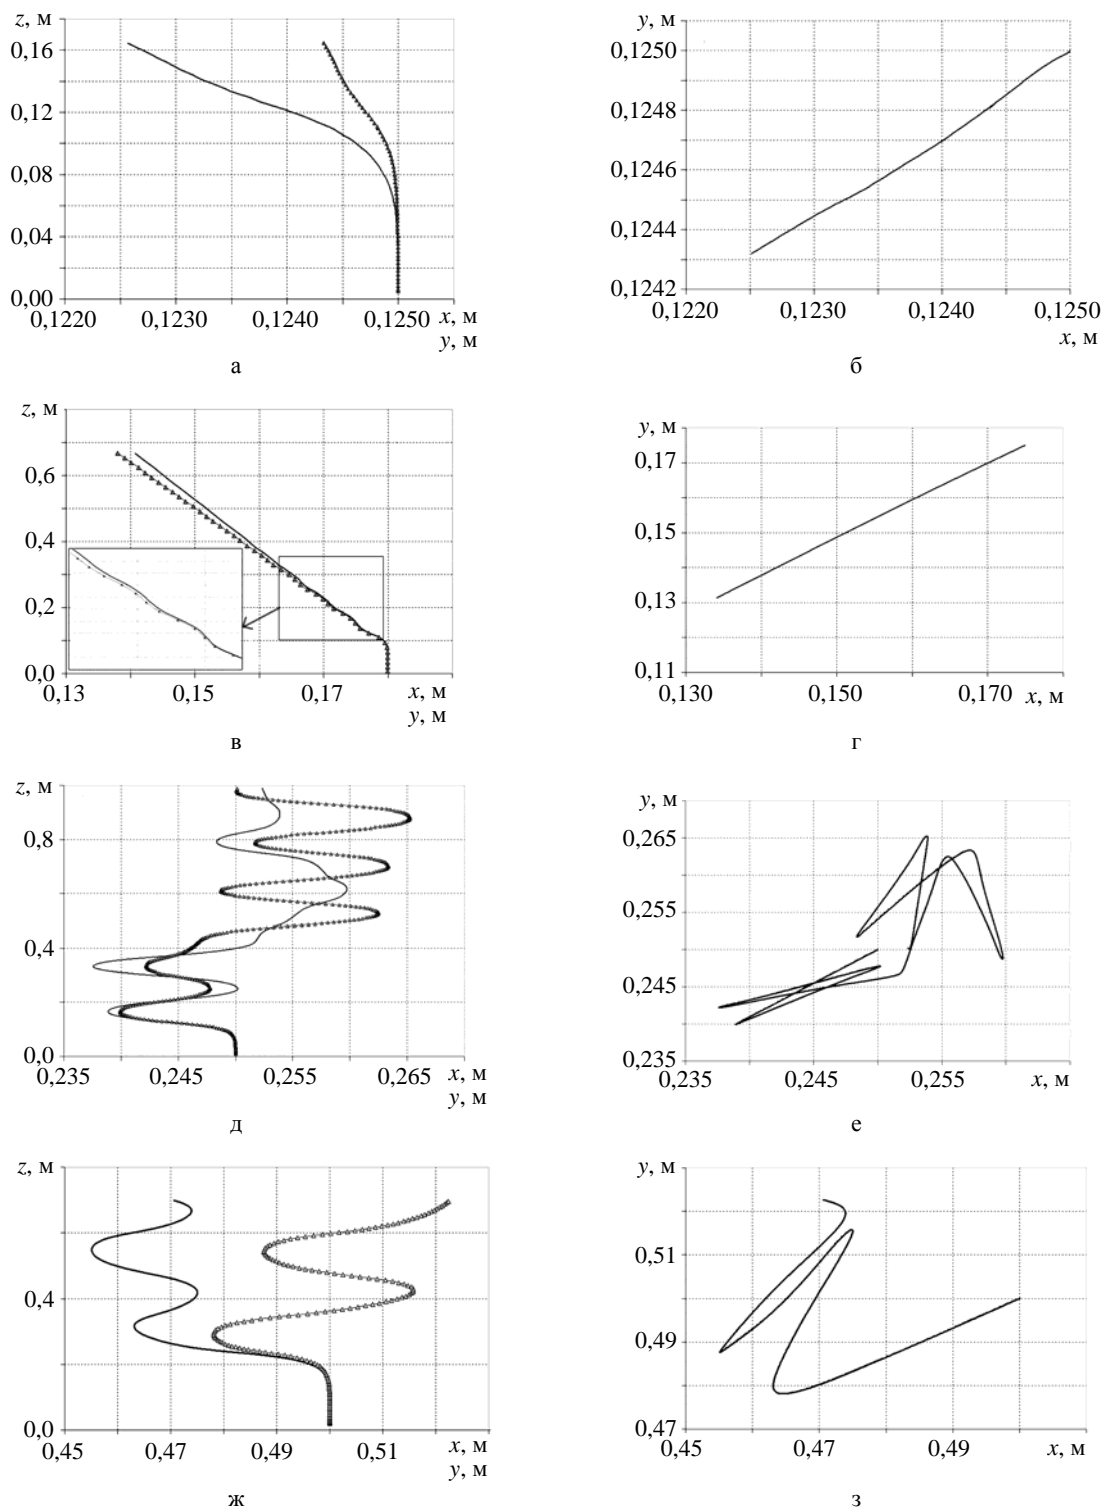 z, м
0,16
0,12
0,08
0,04
0,00
0,1220 0,1230 0,1240 0,1250 x, м
y, м
а
y, м
0,1250
0,1248
0,1246
0,1244
0,1242
0,1220 0,1230 0,1240 0,1250
x, м
б
z, м
0,6
0,4
0,2
0,0
0,13 0,15 0,17 x, м
y, м
в
y, м
0,17
0,15
0,13
0,11
0,130 0,150 0,170 x, м
г
z, м
0,8
0,4
0,0
0,235 0,245 0,255 0,265 x, м
y, м
д
y, м
0,265
0,255
0,245
0,235
0,235 0,245 0,255 x, м
е
z, м
0,4
0,0
0,45 0,47 0,49 0,51 x, м
y, м
ж
y, м
0,51
0,49
0,47
0,45 0,47 0,49 x, м
з